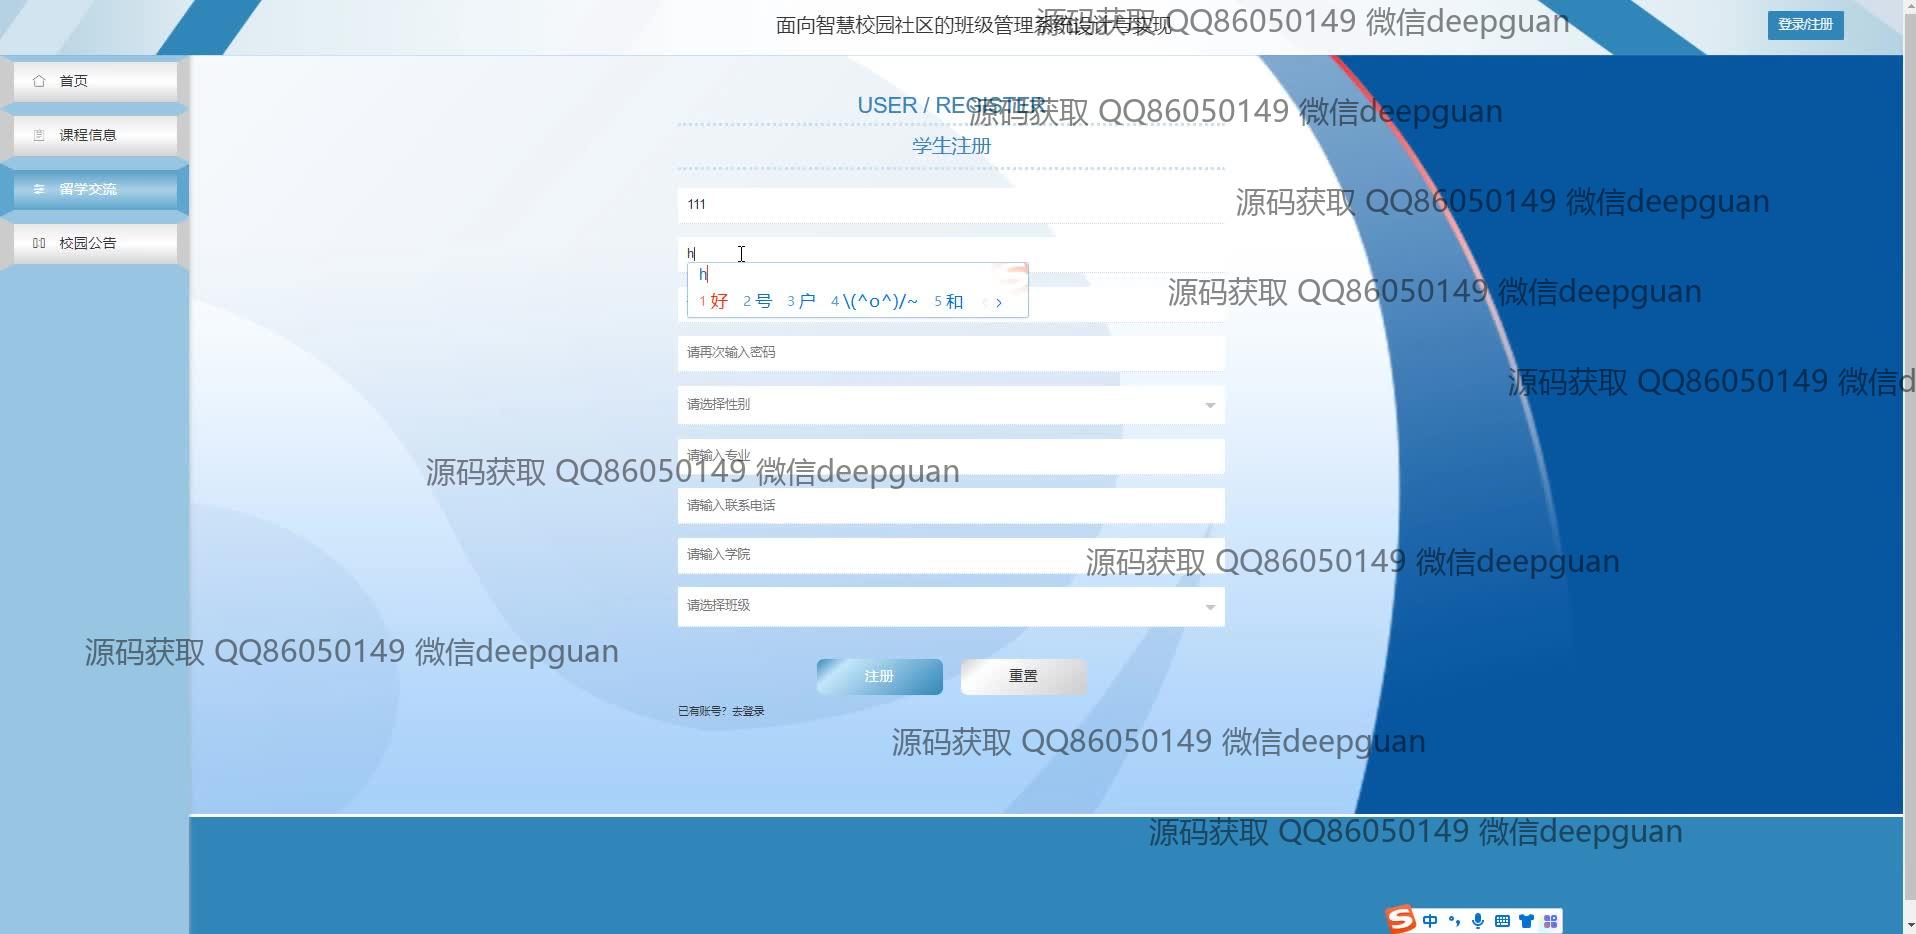 面向智慧校园社区的班级管理系统设计与实现
源码获取 QQ86050149 微信deepguan
登录/注册
首页
课程信息
留学交流
校园公告
USER / REGISTER
源码获取 QQ86050149 微信deepguan
学生注册
111
源码获取 QQ86050149 微信deepguan
h
h
1 好 2 号 3 户 4 \(^o^)/~ 5 和
源码获取 QQ86050149 微信deepguan
请再次输入密码
请选择性别
源码获取 QQ86050149 微信d
请输入专业
源码获取 QQ86050149 微信deepguan
请输入联系电话
请输入学院
源码获取 QQ86050149 微信deepguan
请选择班级
源码获取 QQ86050149 微信deepguan
注册
重置
已有账号？去登录
源码获取 QQ86050149 微信deepguan
源码获取 QQ86050149 微信deepguan
S 中